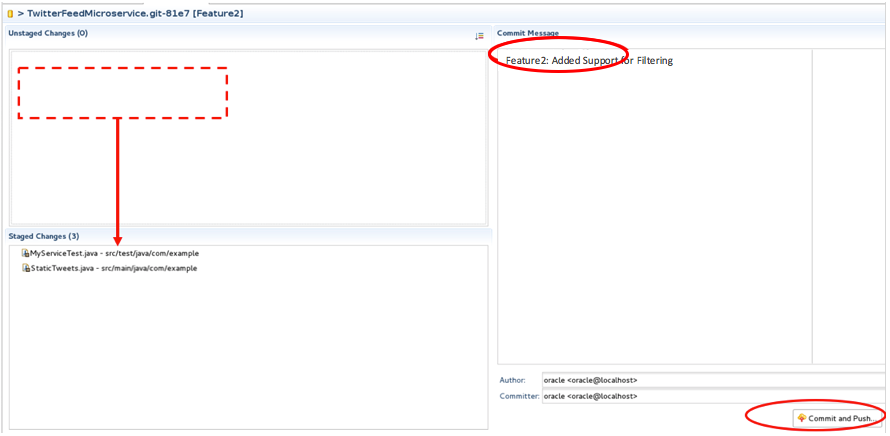 > TwitterFeedMicroservice.git-81e7 [Feature2]
Unstaged Changes (0)
Commit Message
Feature2: Added Support for Filtering
Staged Changes (3)
MyServiceTest.java - src/test/java/com/example
StaticTweets.java - src/main/java/com/example
Author:
oracle <oracle@localhost>
Committer:
oracle <oracle@localhost>
Commit and Push...